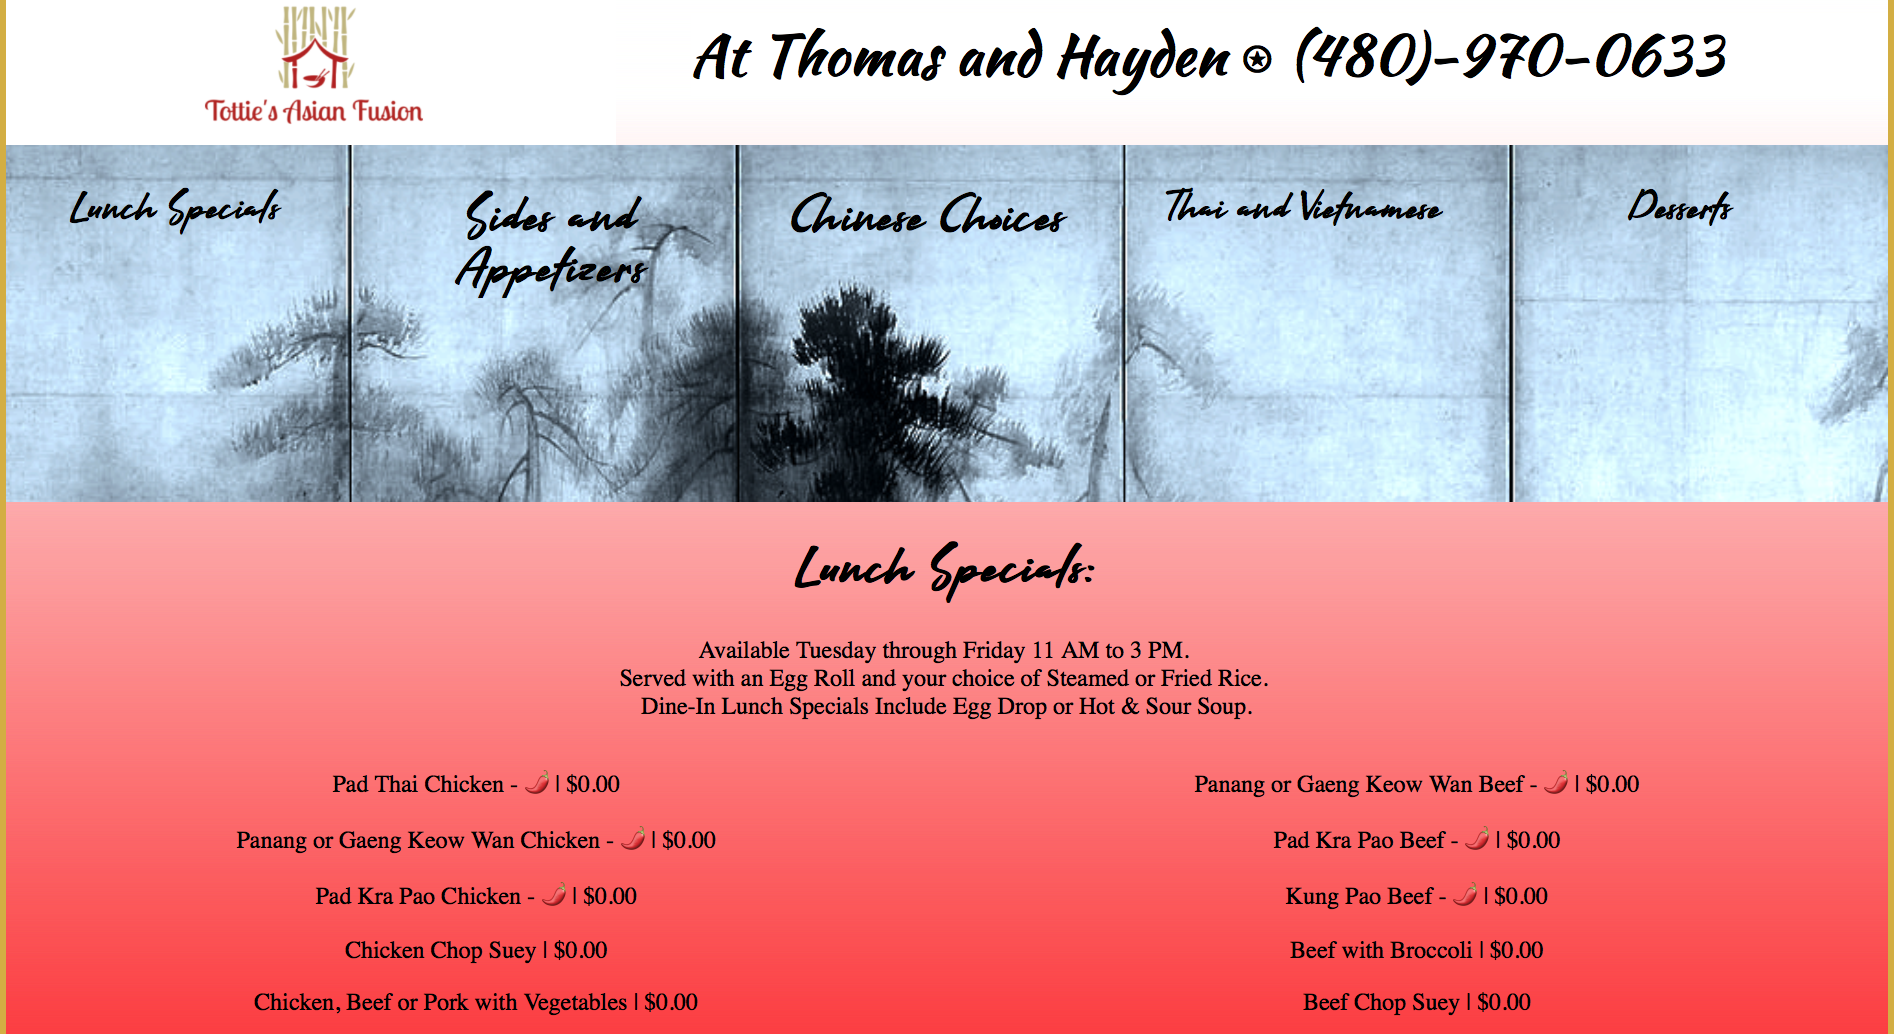 Tottie's Asian Fusion
At Thomas and Hayden ✪ (480)-970-0633
Lunch Specials
Sides and
Appetizers
Chinese Choices
Thai and Vietnamese
Desserts
Lunch Specials:
Available Tuesday through Friday 11 AM to 3 PM.
Served with an Egg Roll and your choice of Steamed or Fried Rice.
Dine-In Lunch Specials Include Egg Drop or Hot & Sour Soup.
Pad Thai Chicken - 🌶 | $0.00
Panang or Gaeng Keow Wan Chicken - 🌶 | $0.00
Pad Kra Pao Chicken - 🌶 | $0.00
Chicken Chop Suey | $0.00
Chicken, Beef or Pork with Vegetables | $0.00
Panang or Gaeng Keow Wan Beef - 🌶 | $0.00
Pad Kra Pao Beef - 🌶 | $0.00
Kung Pao Beef - 🌶 | $0.00
Beef with Broccoli | $0.00
Beef Chop Suey | $0.00